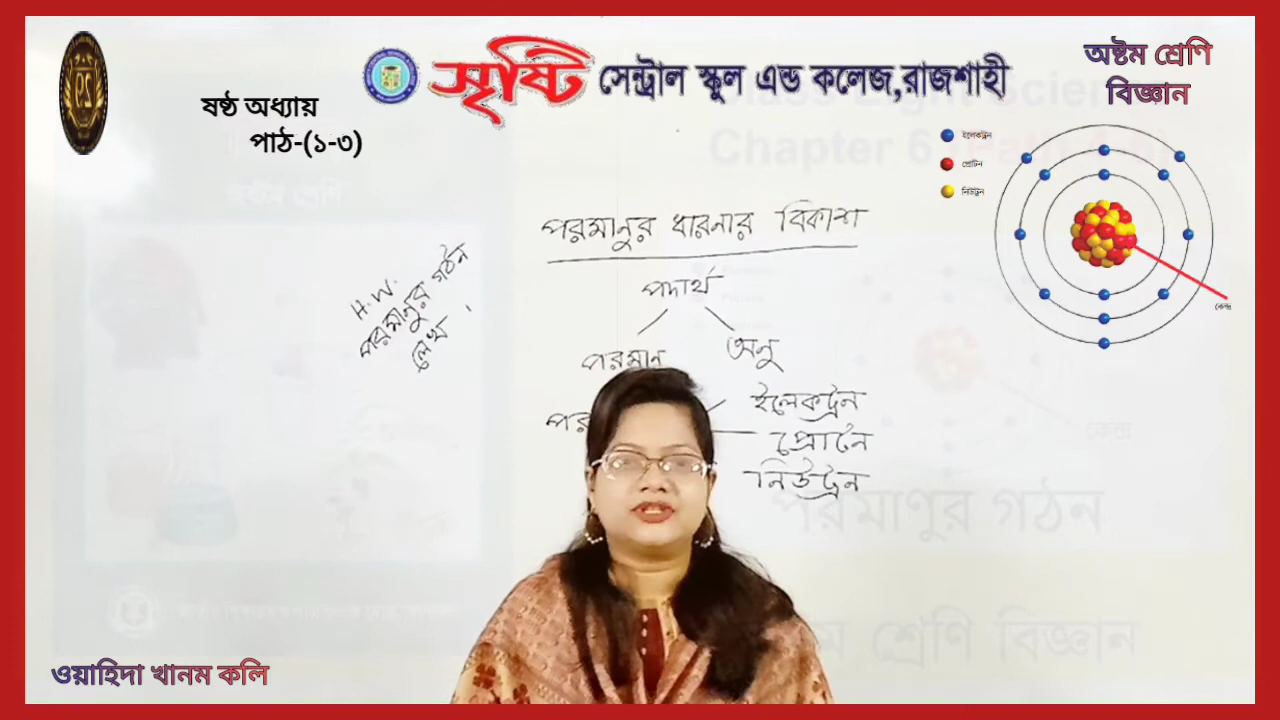 ষষ্ঠ অধ্যায়
পাঠ-(১-৩)
সৃষ্টি সেন্ট্রাল স্কুল এন্ড কলেজ,রাজশাহী
অষ্টম শ্রেণি
বিজ্ঞান
ইলেকট্রন
প্রোটন
নিউট্রন
কেন্দ্র
পরমানুর ধারনার বিকাশ
পদার্থ
পরমানু
অনু
ইলেকট্রন
প্রোটন
নিউট্রন
H.W.
পরমানুর গঠন
লেখ
পরমাণুর গঠন
শ্রেণি বিজ্ঞান
ওয়াহিদা খানম কলি